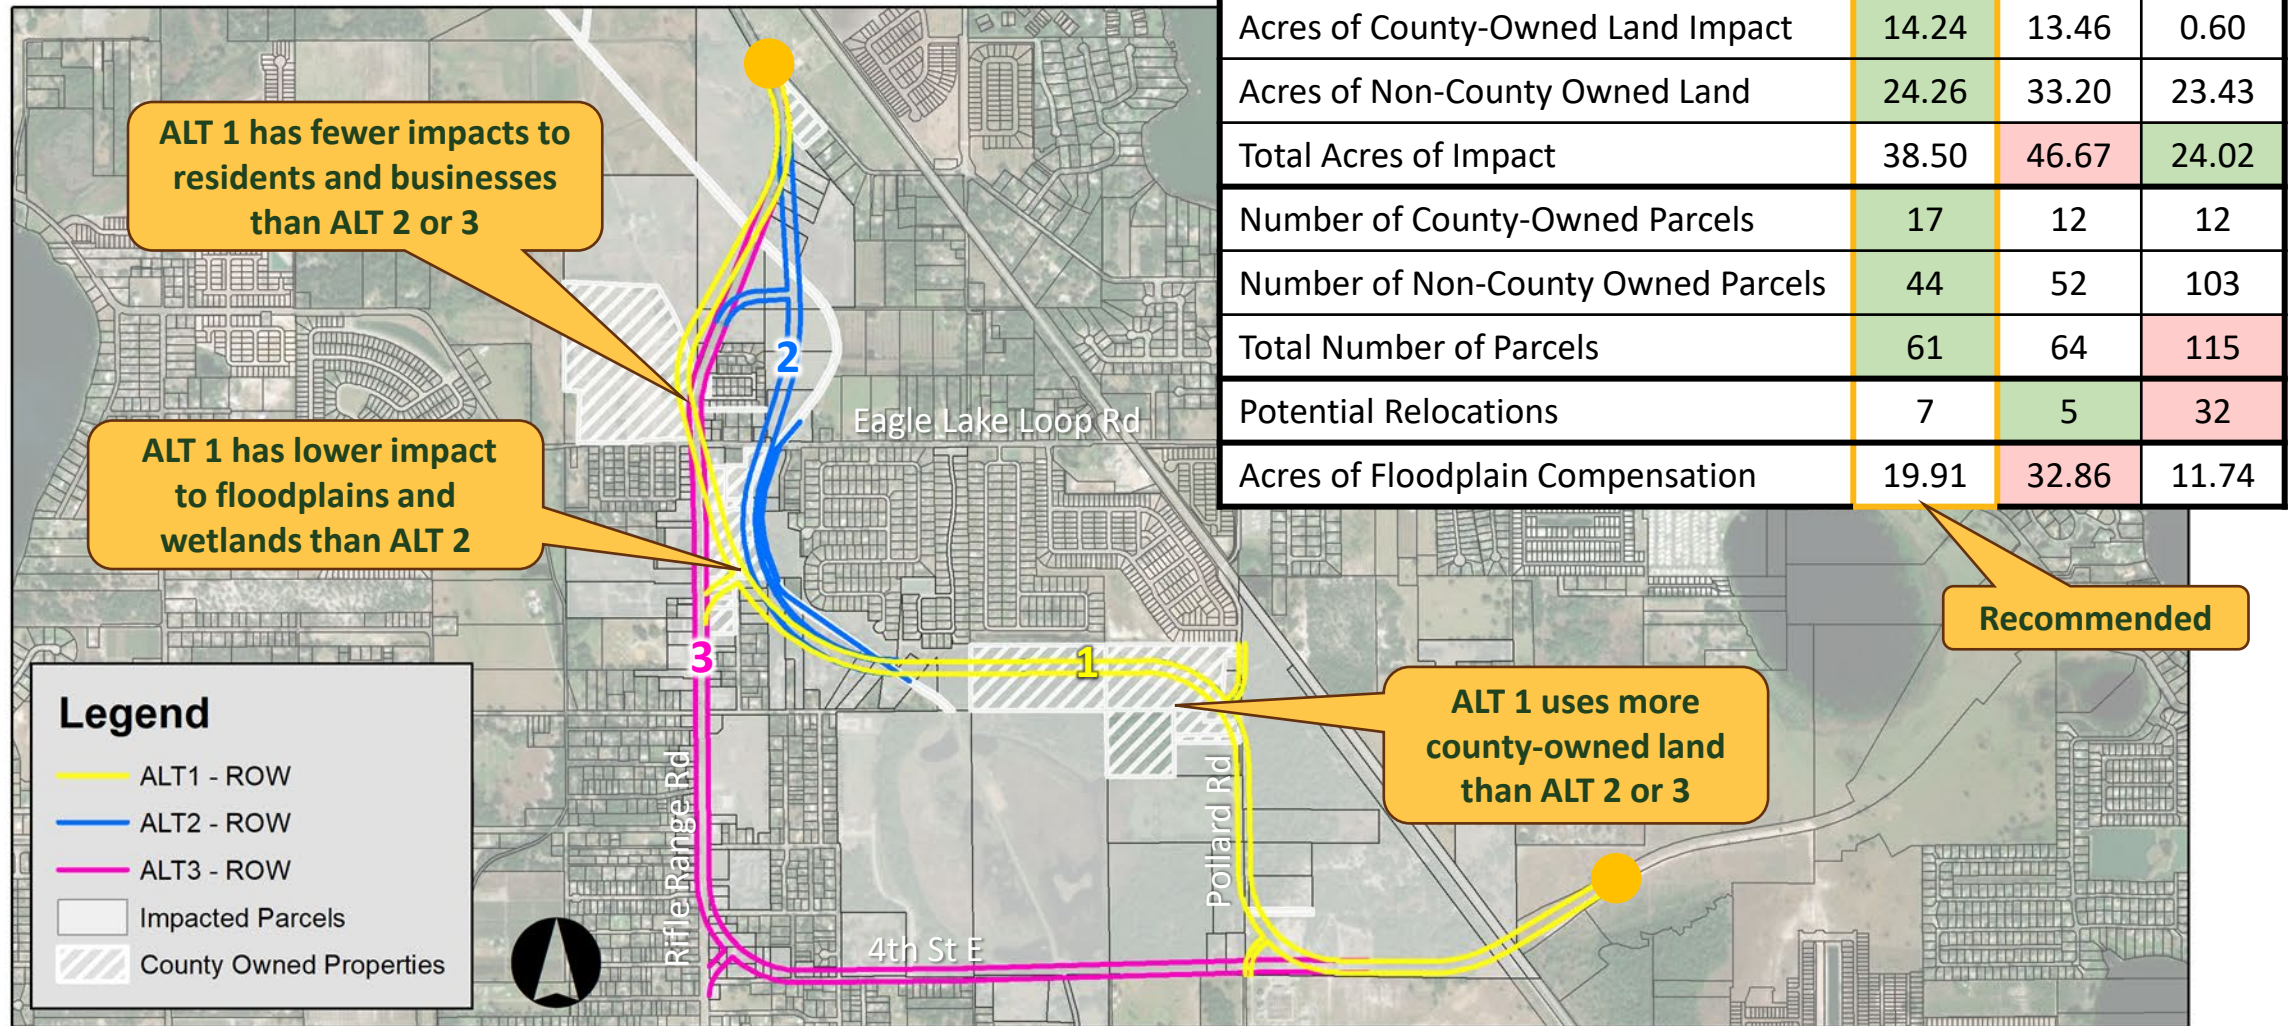 Acres of County-Owned Land Impact 14.24 13.46 0.60
Acres of Non-County Owned Land 24.26 33.20 23.43
Total Acres of Impact 38.50 46.67 24.02
Number of County-Owned Parcels 17 12 12
Number of Non-County Owned Parcels 44 52 103
Total Number of Parcels 61 64 115
Potential Relocations 7 5 32
Acres of Floodplain Compensation 19.91 32.86 11.74
Recommended
ALT 1 has fewer impacts to
residents and businesses
than ALT 2 or 3
2
Eagle Lake Loop Rd
ALT 1 has lower impact
to floodplains and
wetlands than ALT 2
3
1
ALT 1 uses more
county-owned land
than ALT 2 or 3
Rifle Range Rd
Pollard Rd
4th St E
Legend
ALT1 - ROW
ALT2 - ROW
ALT3 - ROW
Impacted Parcels
County Owned Properties